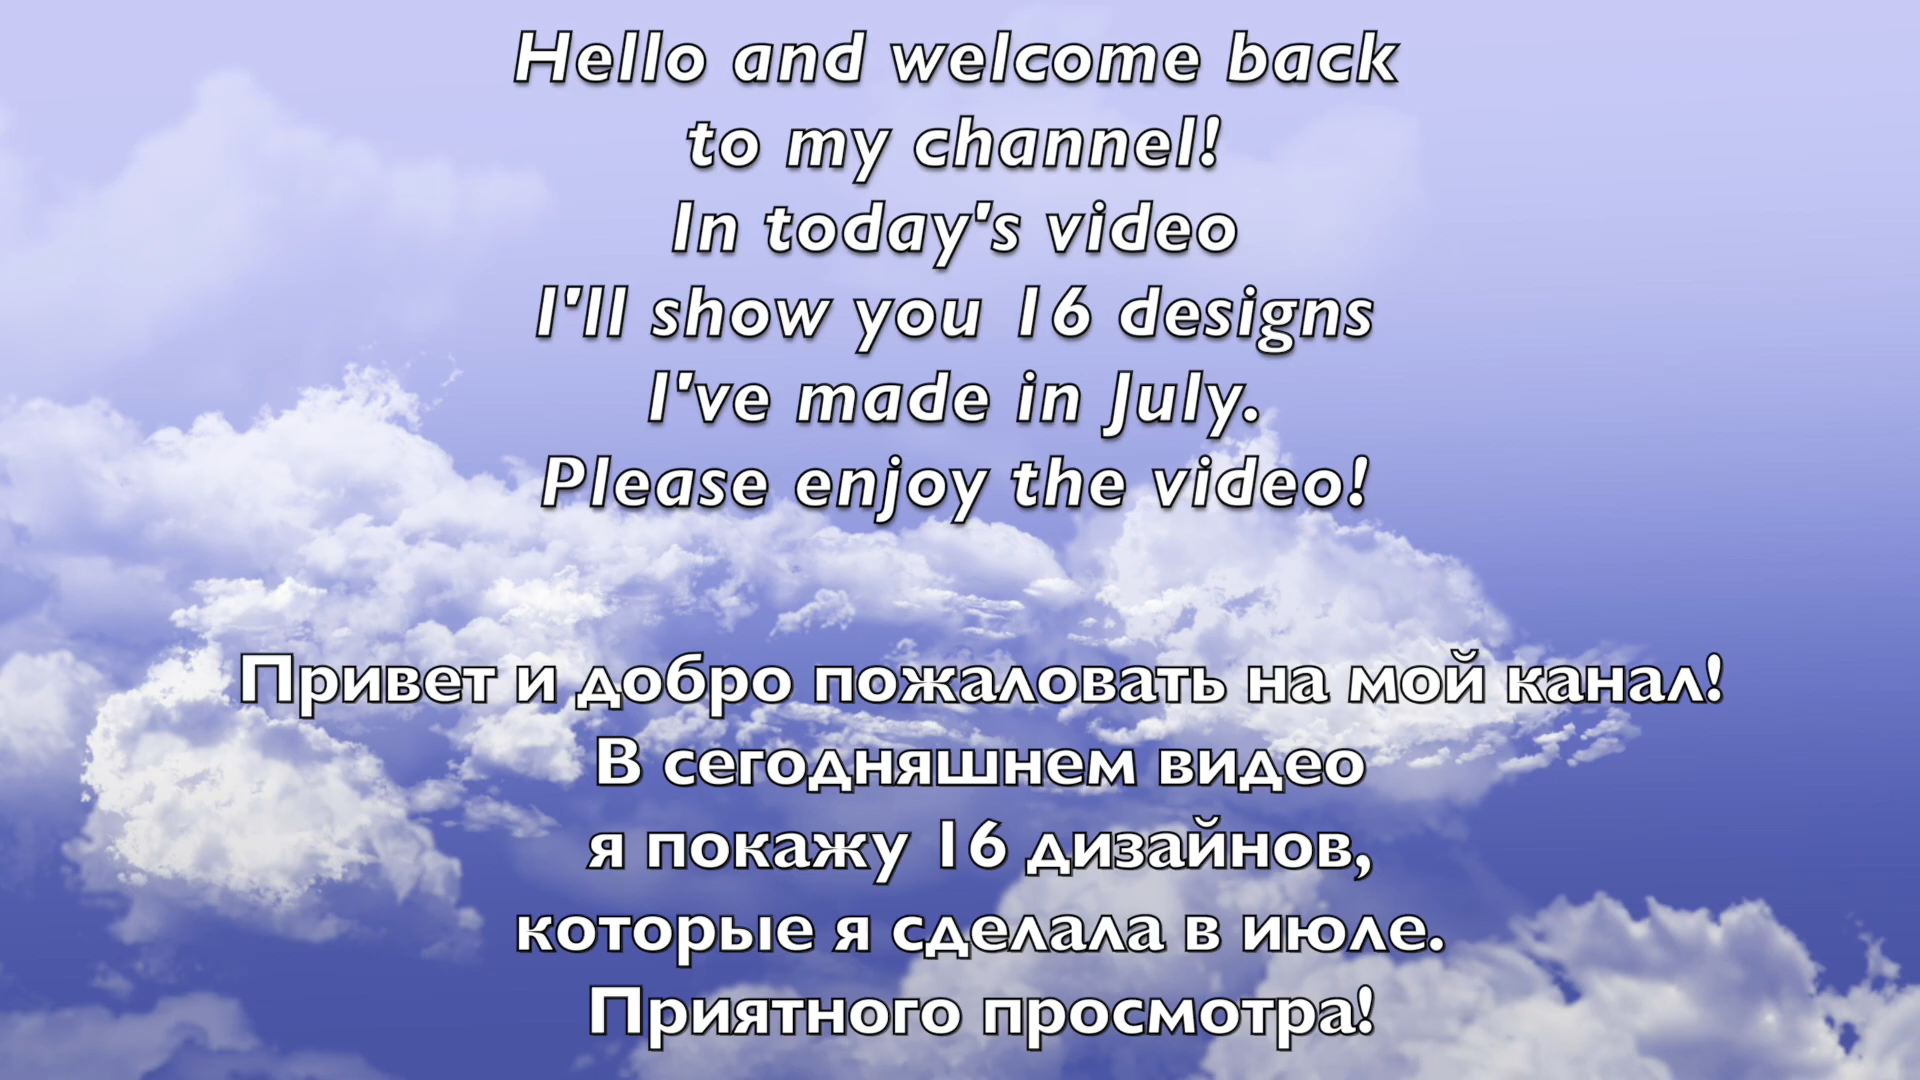 Hello and welcome back
to my channel!
In today's video
I'll show you 16 designs
I've made in July.
Please enjoy the video!
Привет и добро пожаловать на мой канал!
В сегодняшнем видео
я покажу 16 дизайнов,
которые я сделала в июле.
Приятного просмотра!